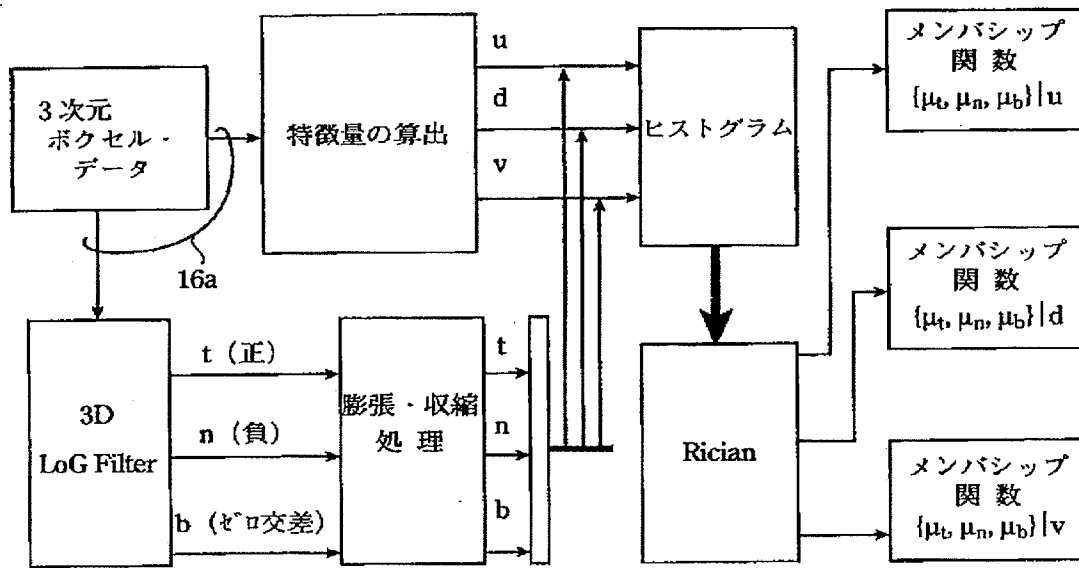 3次元
ボクセル・
データ
16a
特徴量の算出
u
d
v
ヒストグラム
メンバシップ
関数
{μt, μn, μb}|u
メンバシップ
関数
{μt, μn, μb}|d
メンバシップ
関数
{μt, μn, μb}|v
3D
LoG Filter
t (正)
n (負)
b (ゼロ交差)
膨張・収縮
処理
t
n
b
Rician